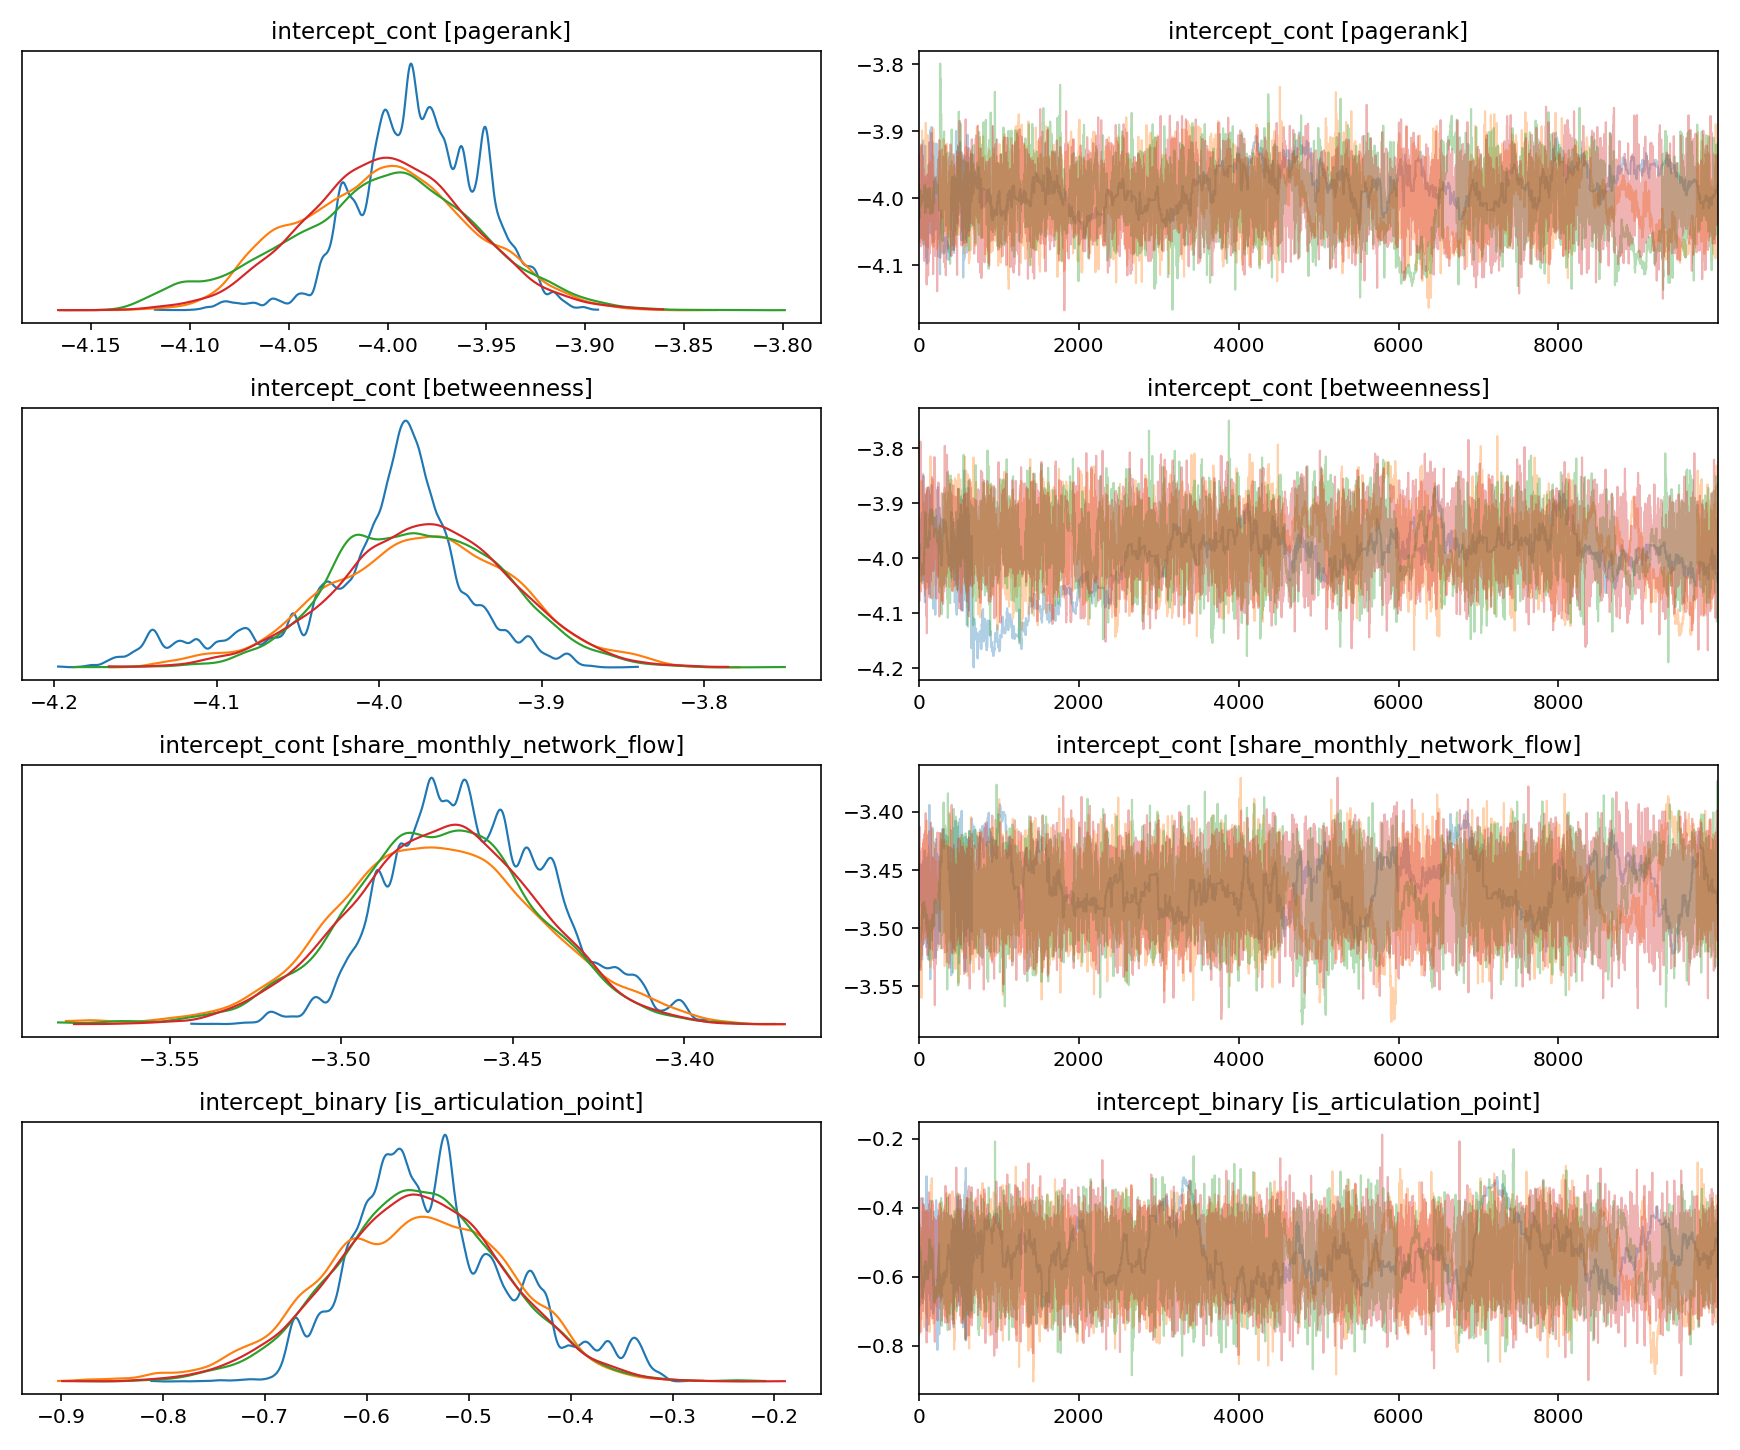 intercept_cont [pagerank]
−4.15 −4.10 −4.05 −4.00 −3.95 −3.90 −3.85 −3.80
intercept_cont [pagerank]
−3.8
−3.9
−4.0
−4.1
0 2000 4000 6000 8000
intercept_cont [betweenness]
−4.2 −4.1 −4.0 −3.9 −3.8
intercept_cont [betweenness]
−3.8
−3.9
−4.0
−4.1
−4.2
0 2000 4000 6000 8000
intercept_cont [share_monthly_network_flow]
−3.55 −3.50 −3.45 −3.40
intercept_cont [share_monthly_network_flow]
−3.40
−3.45
−3.50
−3.55
0 2000 4000 6000 8000
intercept_binary [is_articulation_point]
−0.9 −0.8 −0.7 −0.6 −0.5 −0.4 −0.3 −0.2
intercept_binary [is_articulation_point]
−0.2
−0.4
−0.6
−0.8
0 2000 4000 6000 8000